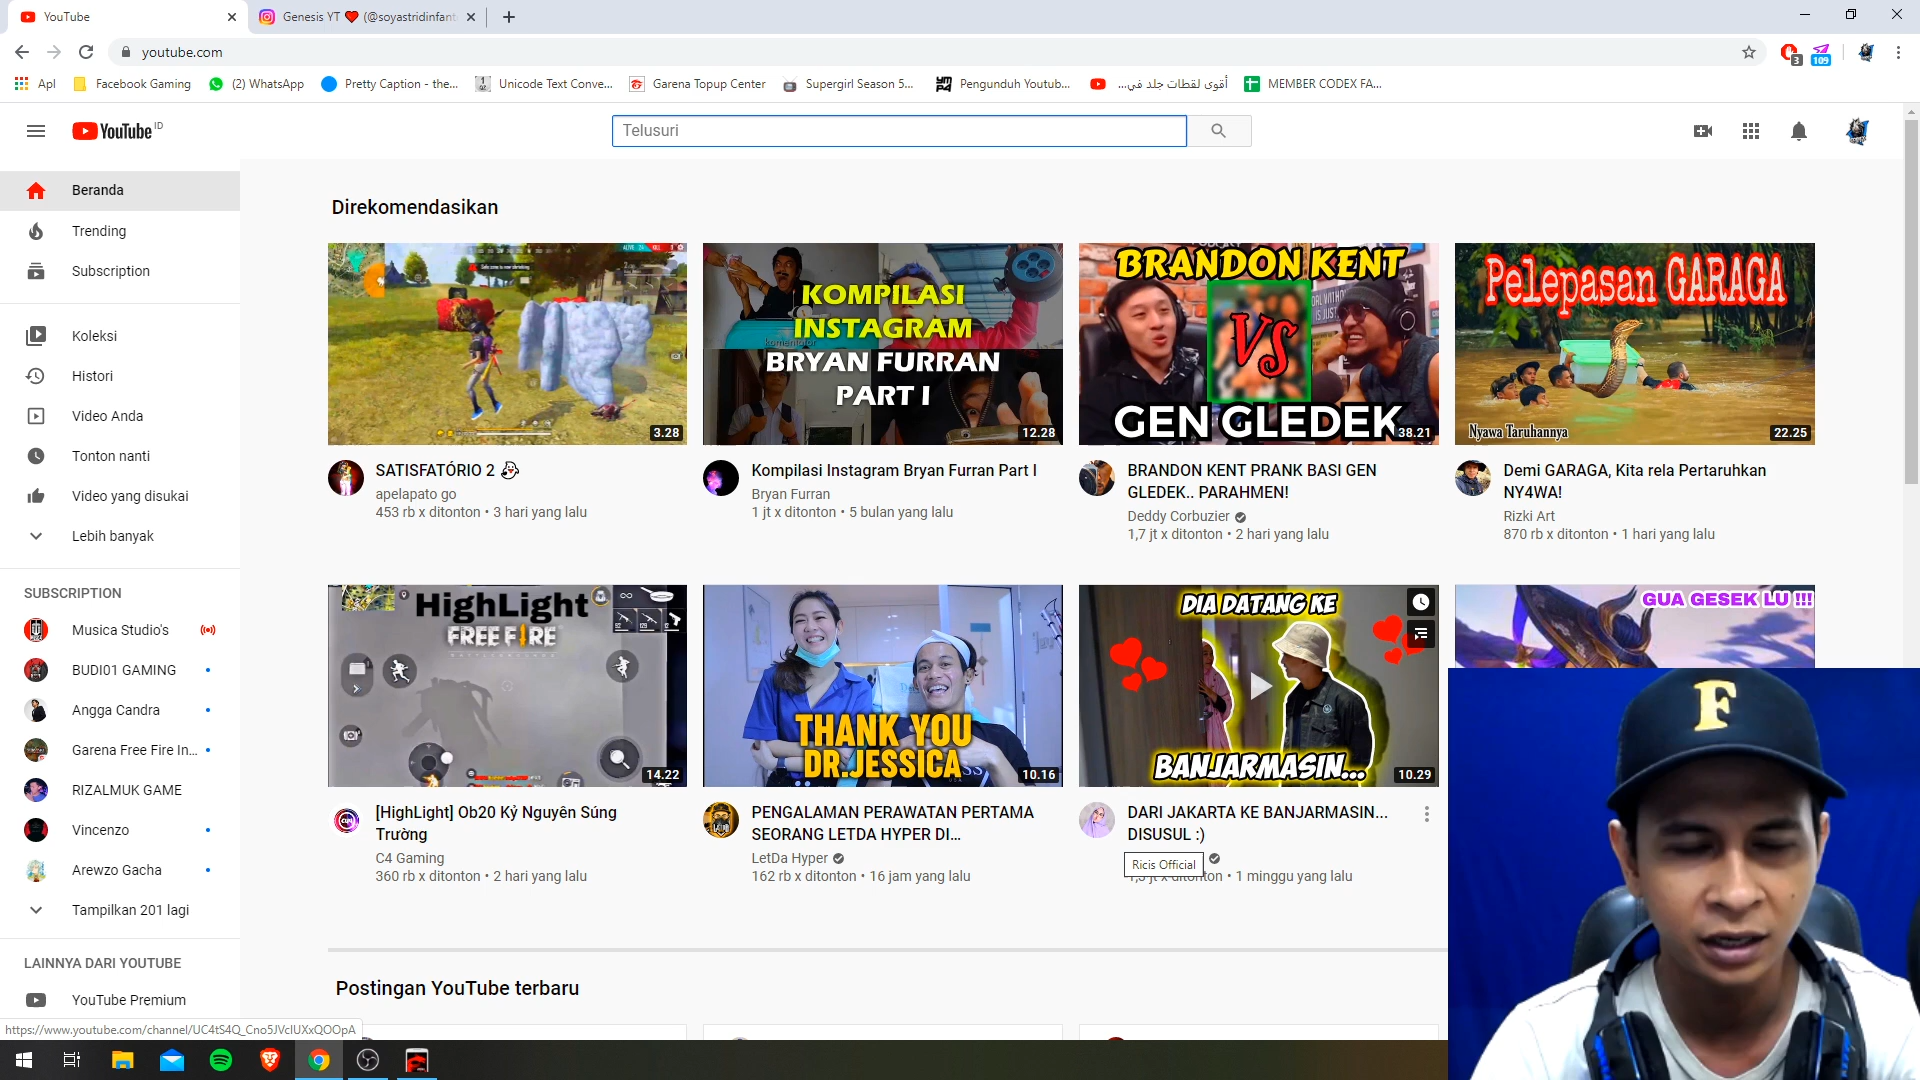 YouTube
Genesis YT ❤ (@soyastridinfant
youtube.com
3
109
Apl
Facebook Gaming
(2) WhatsApp
Pretty Caption - the...
Unicode Text Conve...
Garena Topup Center
Supergirl Season 5...
Pengunduh Youtub...
أقوى لقطات جلد في...
MEMBER CODEX FA...
YouTube ID
Telusuri
Beranda
Trending
Subscription
Koleksi
Histori
Video Anda
Tonton nanti
Video yang disukai
Lebih banyak
SUBSCRIPTION
Musica Studio's
BUDI01 GAMING
Angga Candra
Garena Free Fire In...
RIZALMUK GAME
Vincenzo
Arewzo Gacha
Tampilkan 201 lagi
LAINNYA DARI YOUTUBE
YouTube Premium
https://www.youtube.com/channel/UC4tS4Q_Cno5JVcIUXxQOOpA
Direkomendasikan
3.28
SATISFATÓRIO 2 👻
apelapato go
453 rb x ditonton • 3 hari yang lalu
KOMPILASI
INSTAGRAM
komentator
BRYAN FURRAN
PART I
12.28
Kompilasi Instagram Bryan Furran Part I
Bryan Furran
1 jt x ditonton • 5 bulan yang lalu
BRANDON KENT
VS
GEN GLEDEK
38.21
BRANDON KENT PRANK BASI GEN
GLEDEK.. PARAHMEN!
Deddy Corbuzier
1,7 jt x ditonton • 2 hari yang lalu
Pelepasan GARAGA
Nyawa Taruhannya
22.25
Demi GARAGA, Kita rela Pertaruhkan
NY4WA!
Rizki Art
870 rb x ditonton • 1 hari yang lalu
HighLight
FREE FIRE
14.22
[HighLight] Ob20 Kỷ Nguyên Súng
Trường
C4 Gaming
360 rb x ditonton • 2 hari yang lalu
THANK YOU
DR.JESSICA
10.16
PENGALAMAN PERAWATAN PERTAMA
SEORANG LETDA HYPER DI...
LetDa Hyper
162 rb x ditonton • 16 jam yang lalu
DIA DATANG KE
BANJARMASIN...
10.29
DARI JAKARTA KE BANJARMASIN...
DISUSUL :)
Ricis Official
x ditonton • 1 minggu yang lalu
GUA GESEK LU !!!
F
Postingan YouTube terbaru